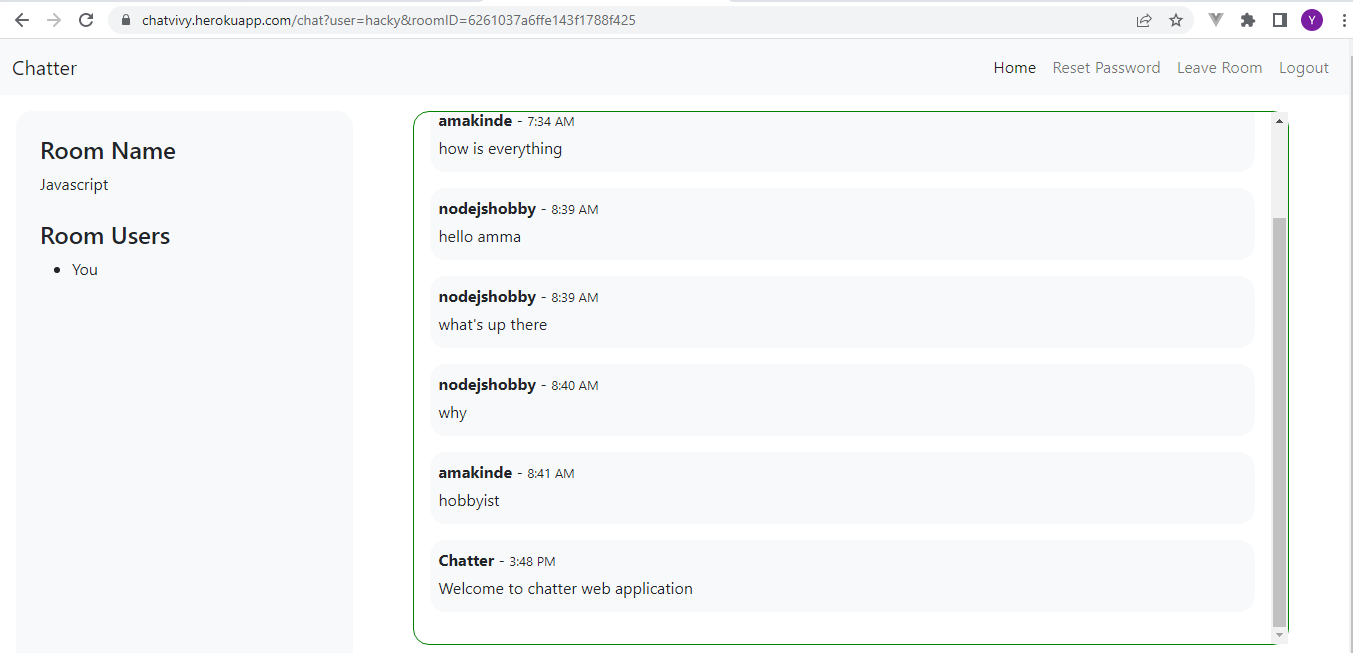 chatvivy.herokuapp.com/chat?user=hacky&roomID=6261037a6ffe143f1788f425
Y
Chatter
Home Reset Password Leave Room Logout
Room Name
Javascript
Room Users
You
amakinde - 7:34 AM
how is everything
nodejshobby - 8:39 AM
hello amma
nodejshobby - 8:39 AM
what's up there
nodejshobby - 8:40 AM
why
amakinde - 8:41 AM
hobbyist
Chatter - 3:48 PM
Welcome to chatter web application